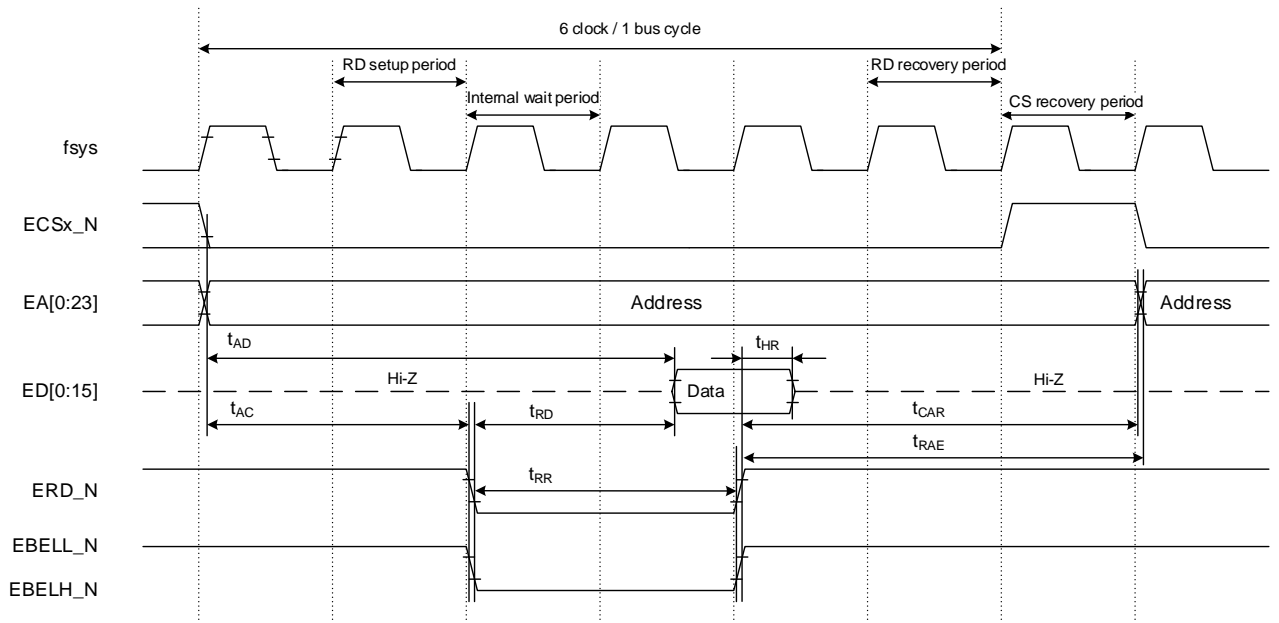 6 clock / 1 bus cycle
RD setup period
RD recovery period
Internal wait period
CS recovery period
fsys
ECSx_N
EA[0:23]
Address
Address
tAD
tHR
ED[0:15]
Hi-Z
Data
Hi-Z
tAC
tRD
tCAR
tRAE
ERD_N
tRR
EBELL_N
EBELH_N